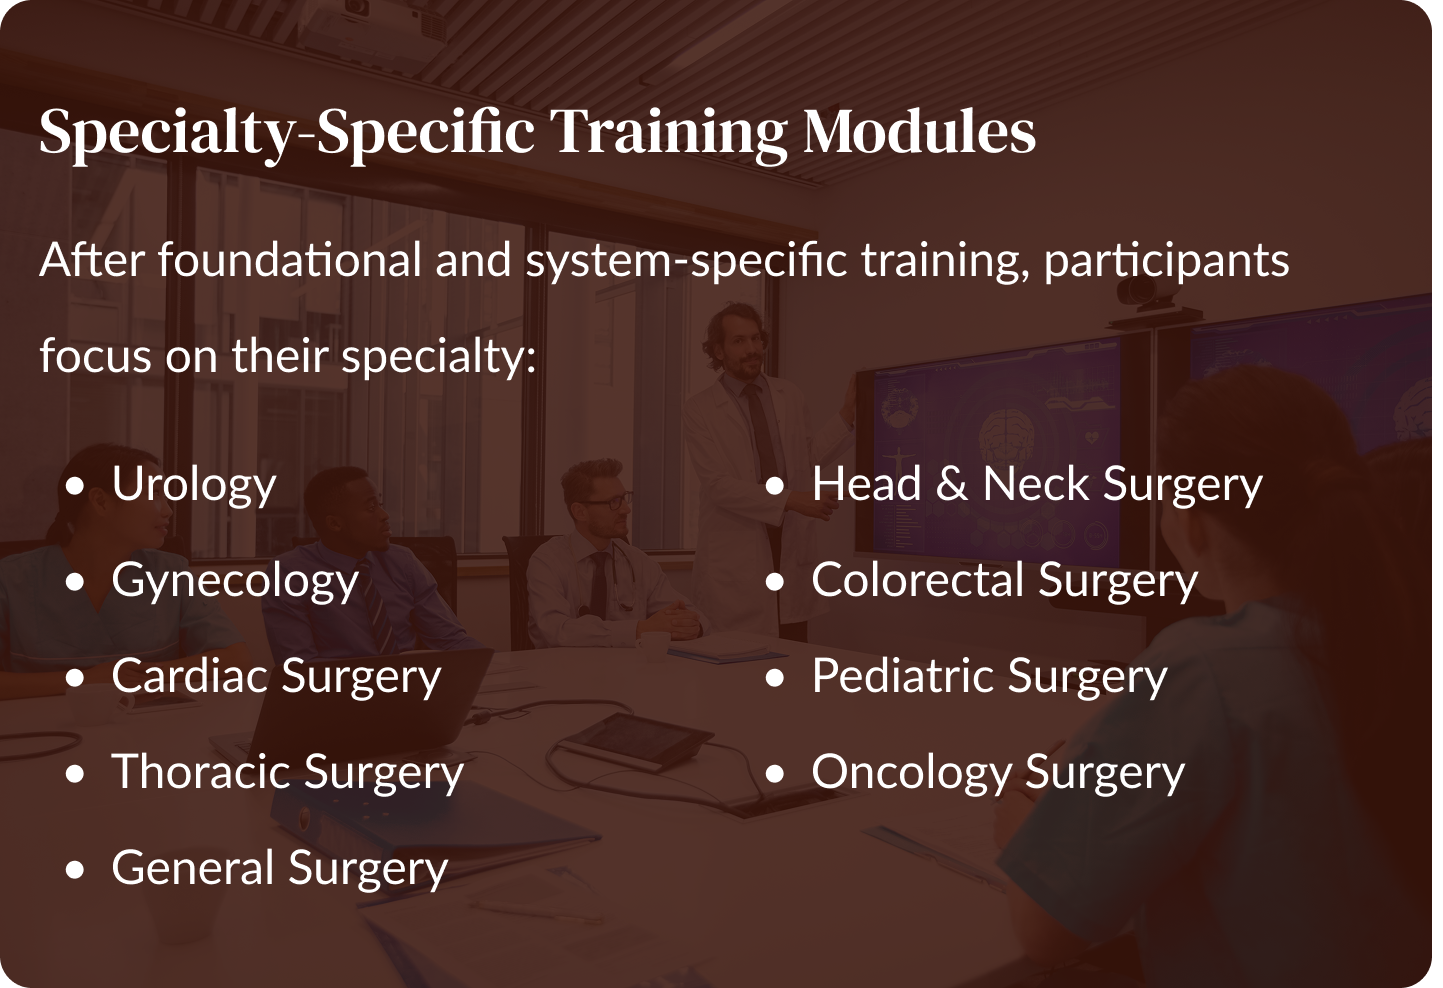 Specialty-Specific Training Modules
After foundational and system-specific training, participants
focus on their specialty:
• Urology
• Gynecology
• Cardiac Surgery
• Thoracic Surgery
• General Surgery
• Head & Neck Surgery
• Colorectal Surgery
• Pediatric Surgery
• Oncology Surgery